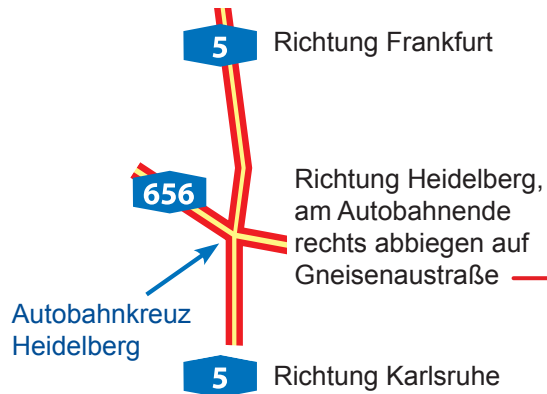 5
Richtung Frankfurt
656
Richtung Heidelberg,
am Autobahnende
rechts abbiegen auf
Gneisenaustraße
Autobahnkreuz
Heidelberg
5
Richtung Karlsruhe